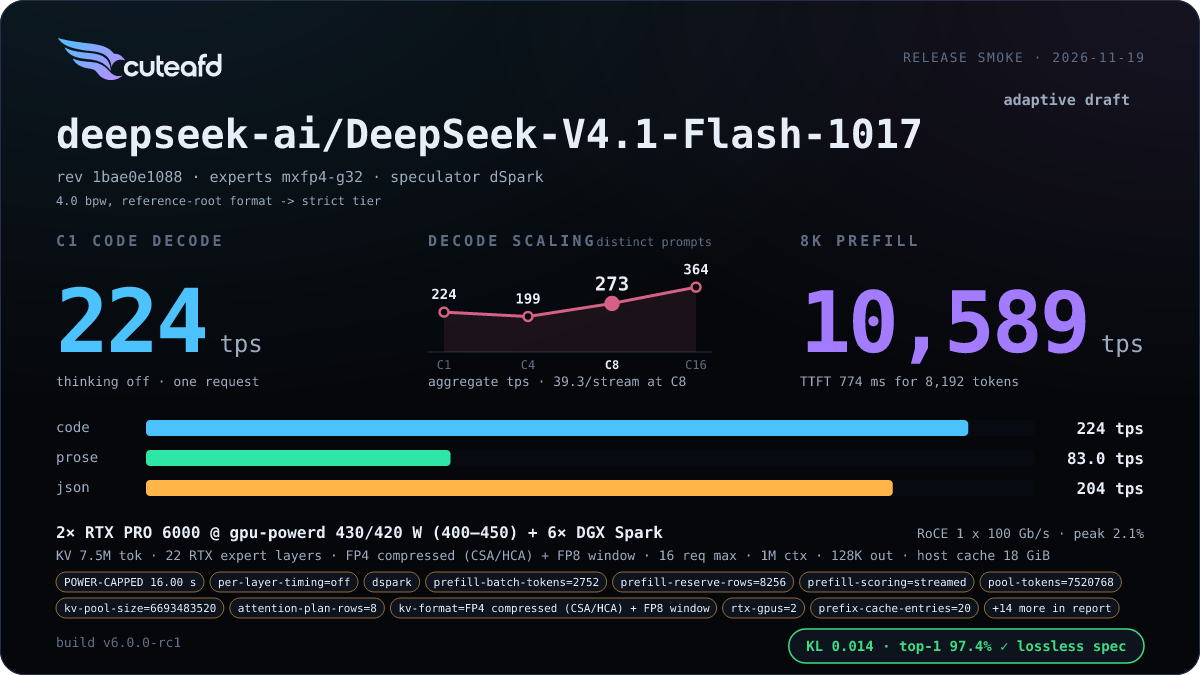 cuteafd
RELEASE SMOKE · 2026-11-19
adaptive draft
deepseek-ai/DeepSeek-V4.1-Flash-1017
rev 1bae0e1088 · experts mxfp4-g32 · speculator dSpark
4.0 bpw, reference-root format -> strict tier
C1 CODE DECODE
224 tps
thinking off · one request
DECODE SCALING distinct prompts
224 199 273 364
C1 C4 C8 C16
aggregate tps · 39.3/stream at C8
8K PREFILL
10,589 tps
TTFT 774 ms for 8,192 tokens
code 224 tps
prose 83.0 tps
json 204 tps
2× RTX PRO 6000 @ gpu-powerd 430/420 W (400–450) + 6× DGX Spark
RoCE 1 x 100 Gb/s · peak 2.1%
KV 7.5M tok · 22 RTX expert layers · FP4 compressed (CSA/HCA) + FP8 window · 16 req max · 1M ctx · 128K out · host cache 18 GiB
POWER-CAPPED 16.00 s per-layer-timing=off dspark prefill-batch-tokens=2752 prefill-reserve-rows=8256 prefill-scoring=streamed pool-tokens=7520768
kv-pool-size=6693483520 attention-plan-rows=8 kv-format=FP4 compressed (CSA/HCA) + FP8 window rtx-gpus=2 prefix-cache-entries=20 +14 more in report
build v6.0.0-rc1
KL 0.014 · top-1 97.4% ✓ lossless spec